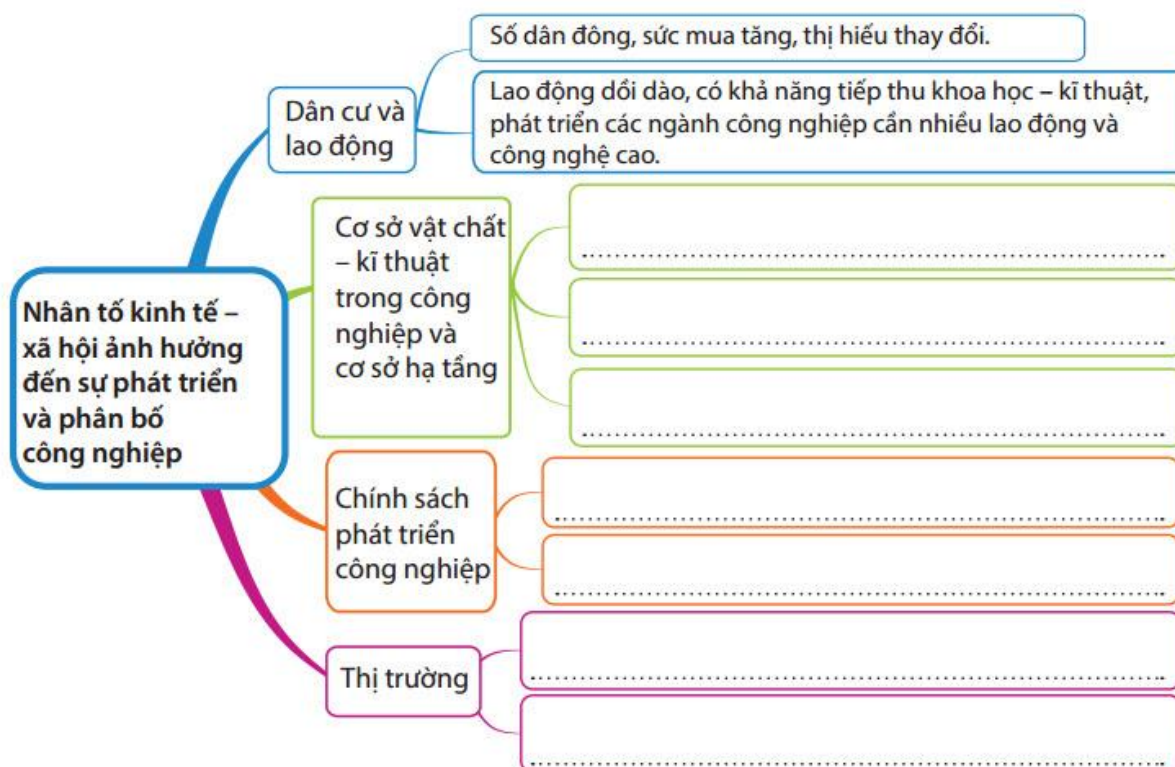 Số dân đông, sức mua tăng, thị hiếu thay đổi.
Dân cư và
lao động
Lao động dồi dào, có khả năng tiếp thu khoa học – kĩ thuật,
phát triển các ngành công nghiệp cần nhiều lao động và
công nghệ cao.
Cơ sở vật chất
– kĩ thuật
trong công
nghiệp và
cơ sở hạ tầng
Nhân tố kinh tế –
xã hội ảnh hưởng
đến sự phát triển
và phân bố
công nghiệp
Chính sách
phát triển
công nghiệp
Thị trường